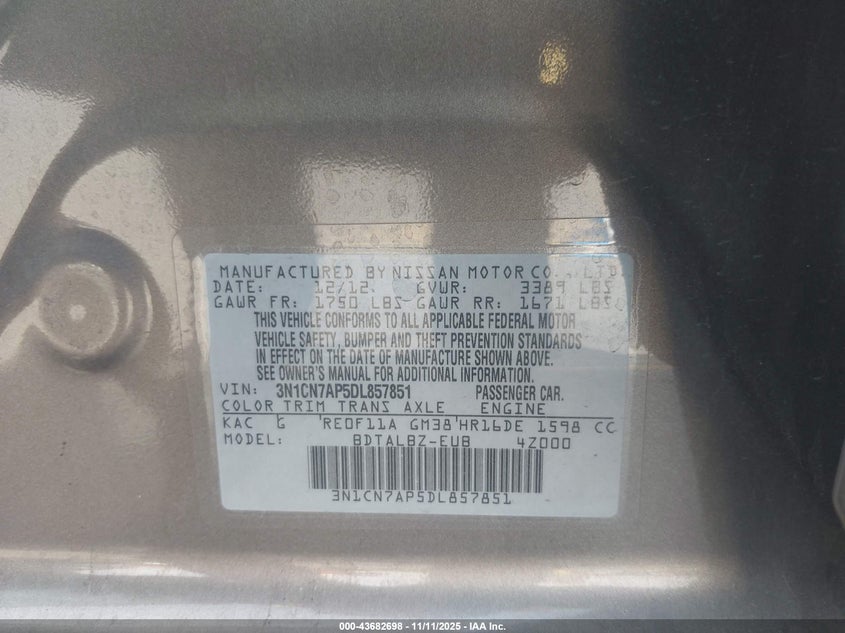 MANUFACTURED BY NISSAN MOTOR CO., LTD.
DATE: 12/12 GVWR: 3389 LBS
GAWR FR: 1750 LBS GAWR RR: 1671 LBS
THIS VEHICLE CONFORMS TO ALL APPLICABLE FEDERAL MOTOR
VEHICLE SAFETY, BUMPER AND THEFT PREVENTION STANDARDS
IN EFFECT ON THE DATE OF MANUFACTURE SHOWN ABOVE.
SEE OWNER'S MANUAL FOR ADDITIONAL INFORMATION.
VIN: 3N1CN7AP5DL857851 PASSENGER CAR.
COLOR TRIM TRANS AXLE ENGINE
KAC G RE0F11A GM38 HR16DE 1598 CC
MODEL: BDTALBZ-EUB 4Z000
3N1CN7AP5DL857851
000-43682698 - 11/11/2025 - IAA Inc.